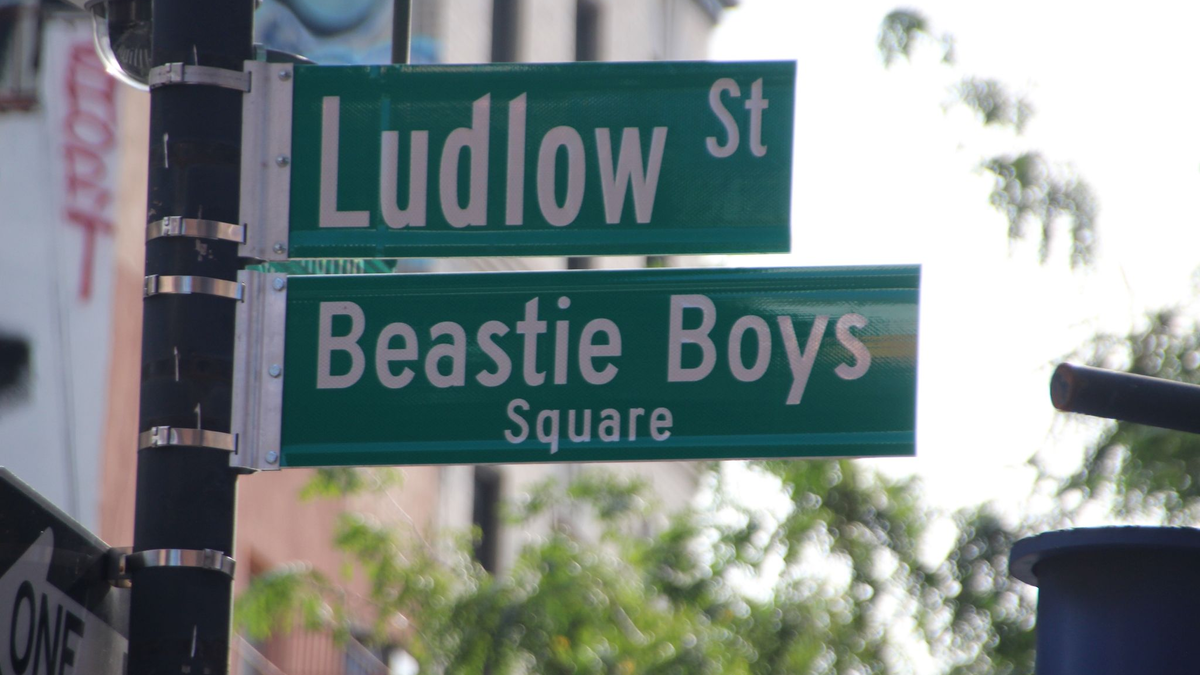 Ludlow St
Beastie Boys
Square
ONE